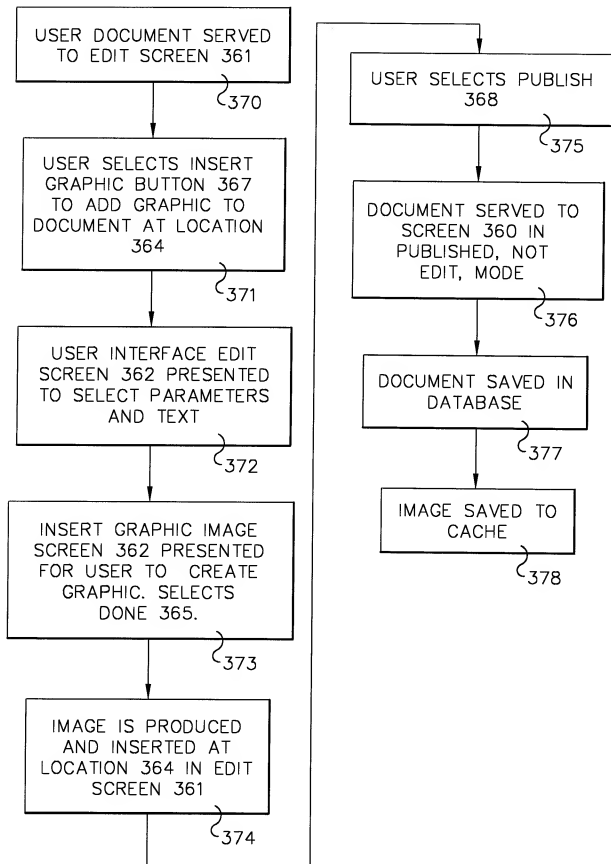 USER DOCUMENT SERVED
TO EDIT SCREEN 361
370
USER SELECTS INSERT
GRAPHIC BUTTON 367
TO ADD GRAPHIC TO
DOCUMENT AT LOCATION
364
371
USER INTERFACE EDIT
SCREEN 362 PRESENTED
TO SELECT PARAMETERS
AND TEXT
372
INSERT GRAPHIC IMAGE
SCREEN 362 PRESENTED
FOR USER TO CREATE
GRAPHIC. SELECTS
DONE 365.
373
IMAGE IS PRODUCED
AND INSERTED AT
LOCATION 364 IN EDIT
SCREEN 361
374
USER SELECTS PUBLISH
368
375
DOCUMENT SERVED TO
SCREEN 360 IN
PUBLISHED, NOT
EDIT, MODE
376
DOCUMENT SAVED IN
DATABASE
377
IMAGE SAVED TO
CACHE
378